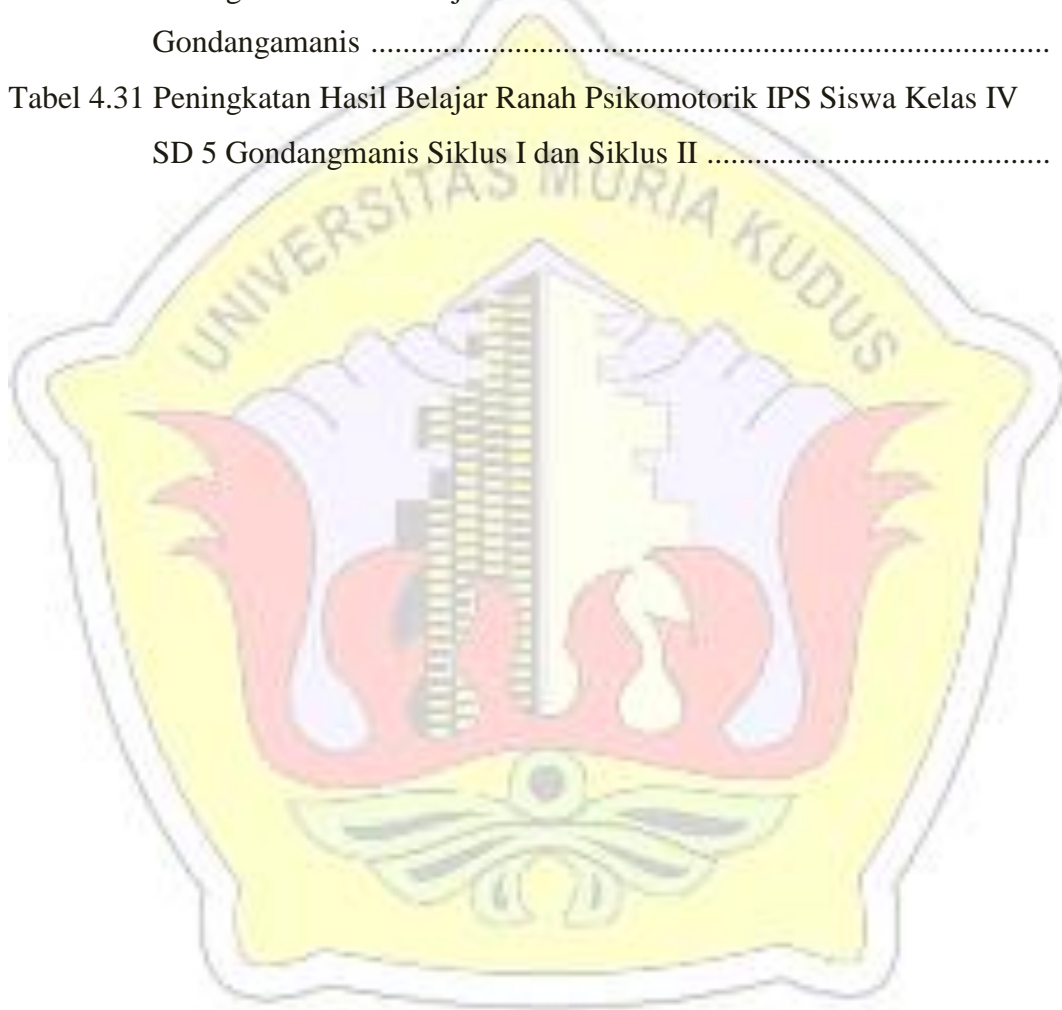 Gondangamanis ....................................................................................
Tabel 4.31 Peningkatan Hasil Belajar Ranah Psikomotorik IPS Siswa Kelas IV
SD 5 Gondangmanis Siklus I dan Siklus II ..........................................
UNIVERSITAS MURIA KUDUS